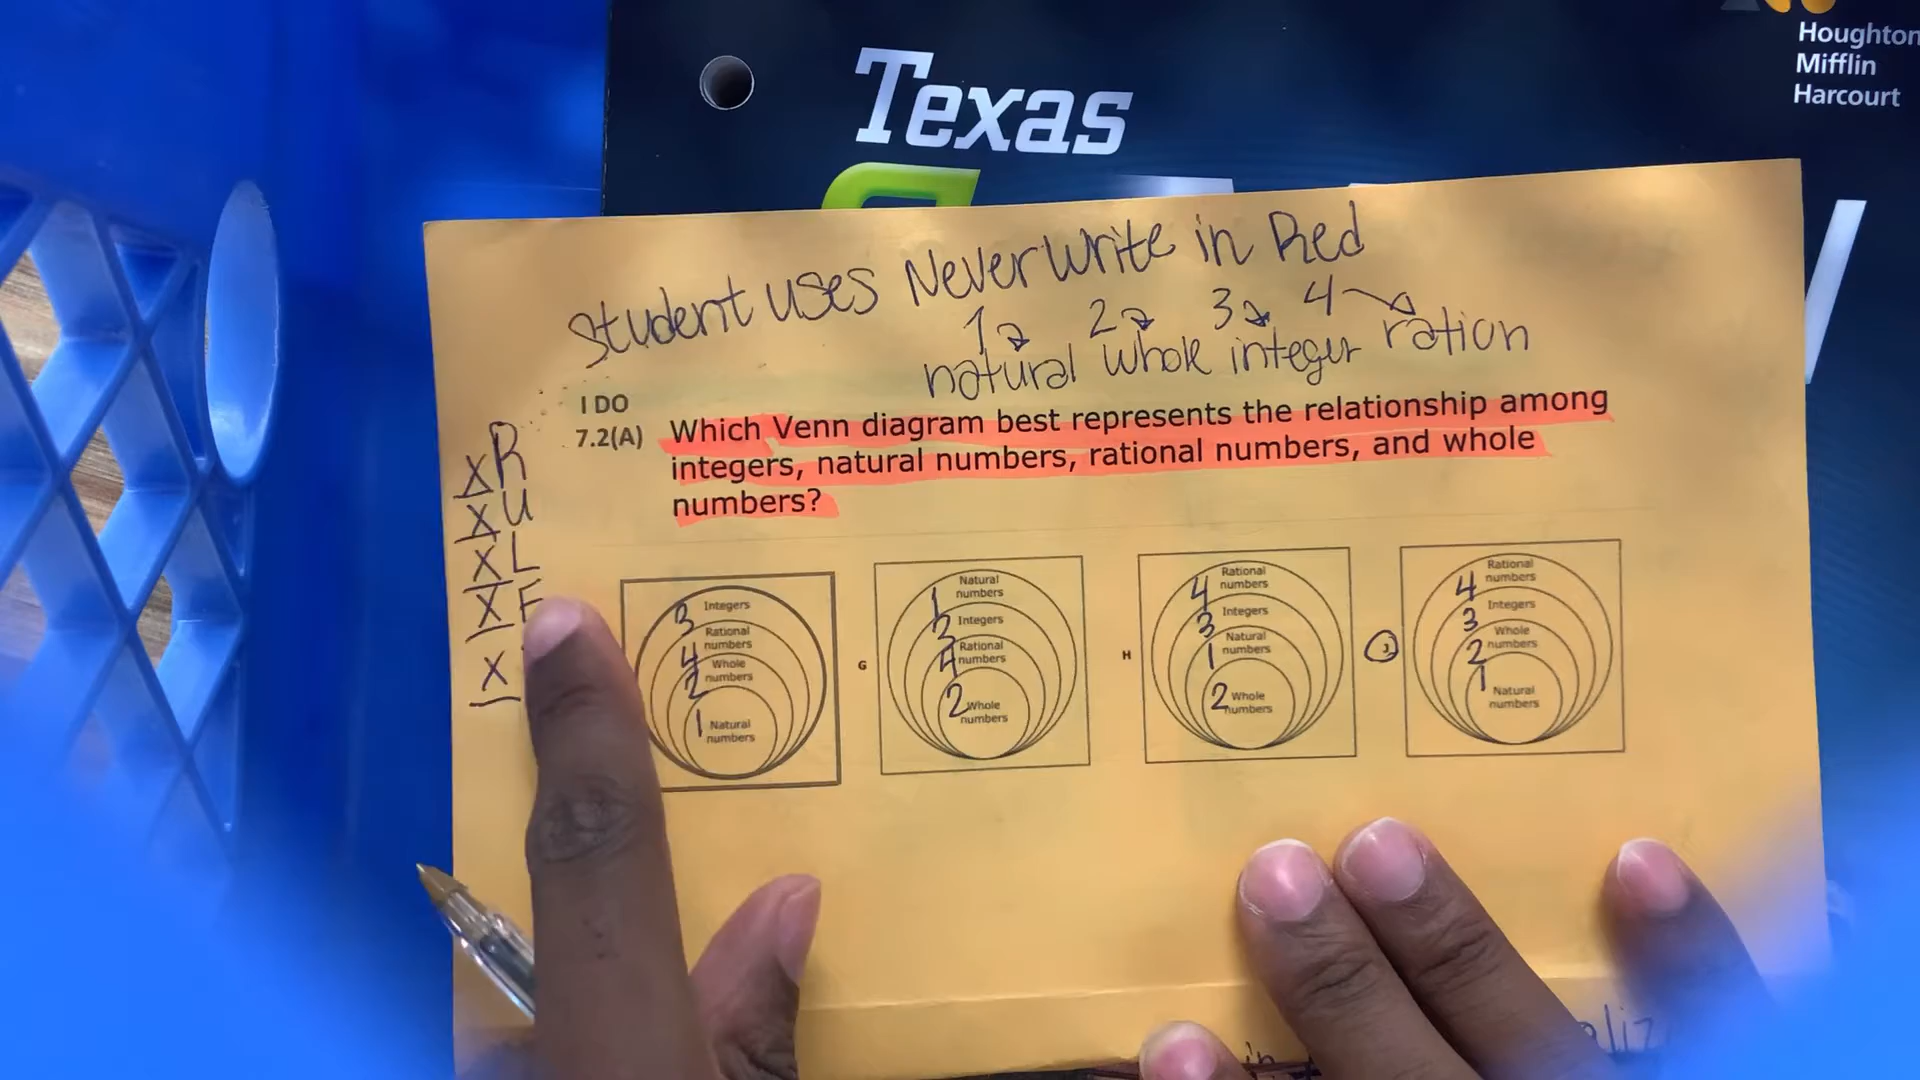 Houghton
Mifflin
Harcourt
Texas
Student uses Never Write in Red
1 2 3 4
natural whole integer ration
I DO
7.2(A)
Which Venn diagram best represents the relationship among
integers, natural numbers, rational numbers, and whole
numbers?
X R
X U
X L
X E
X
3 Integers
4 Rational
numbers
2 Whole
numbers
1 Natural
numbers
G
1 Natural
numbers
3 Integers
4 Rational
numbers
2 Whole
numbers
H
4 Rational
numbers
3 Integers
1 Natural
numbers
2 Whole
numbers
J
4 Rational
numbers
3 Integers
2 Whole
numbers
1 Natural
numbers
in